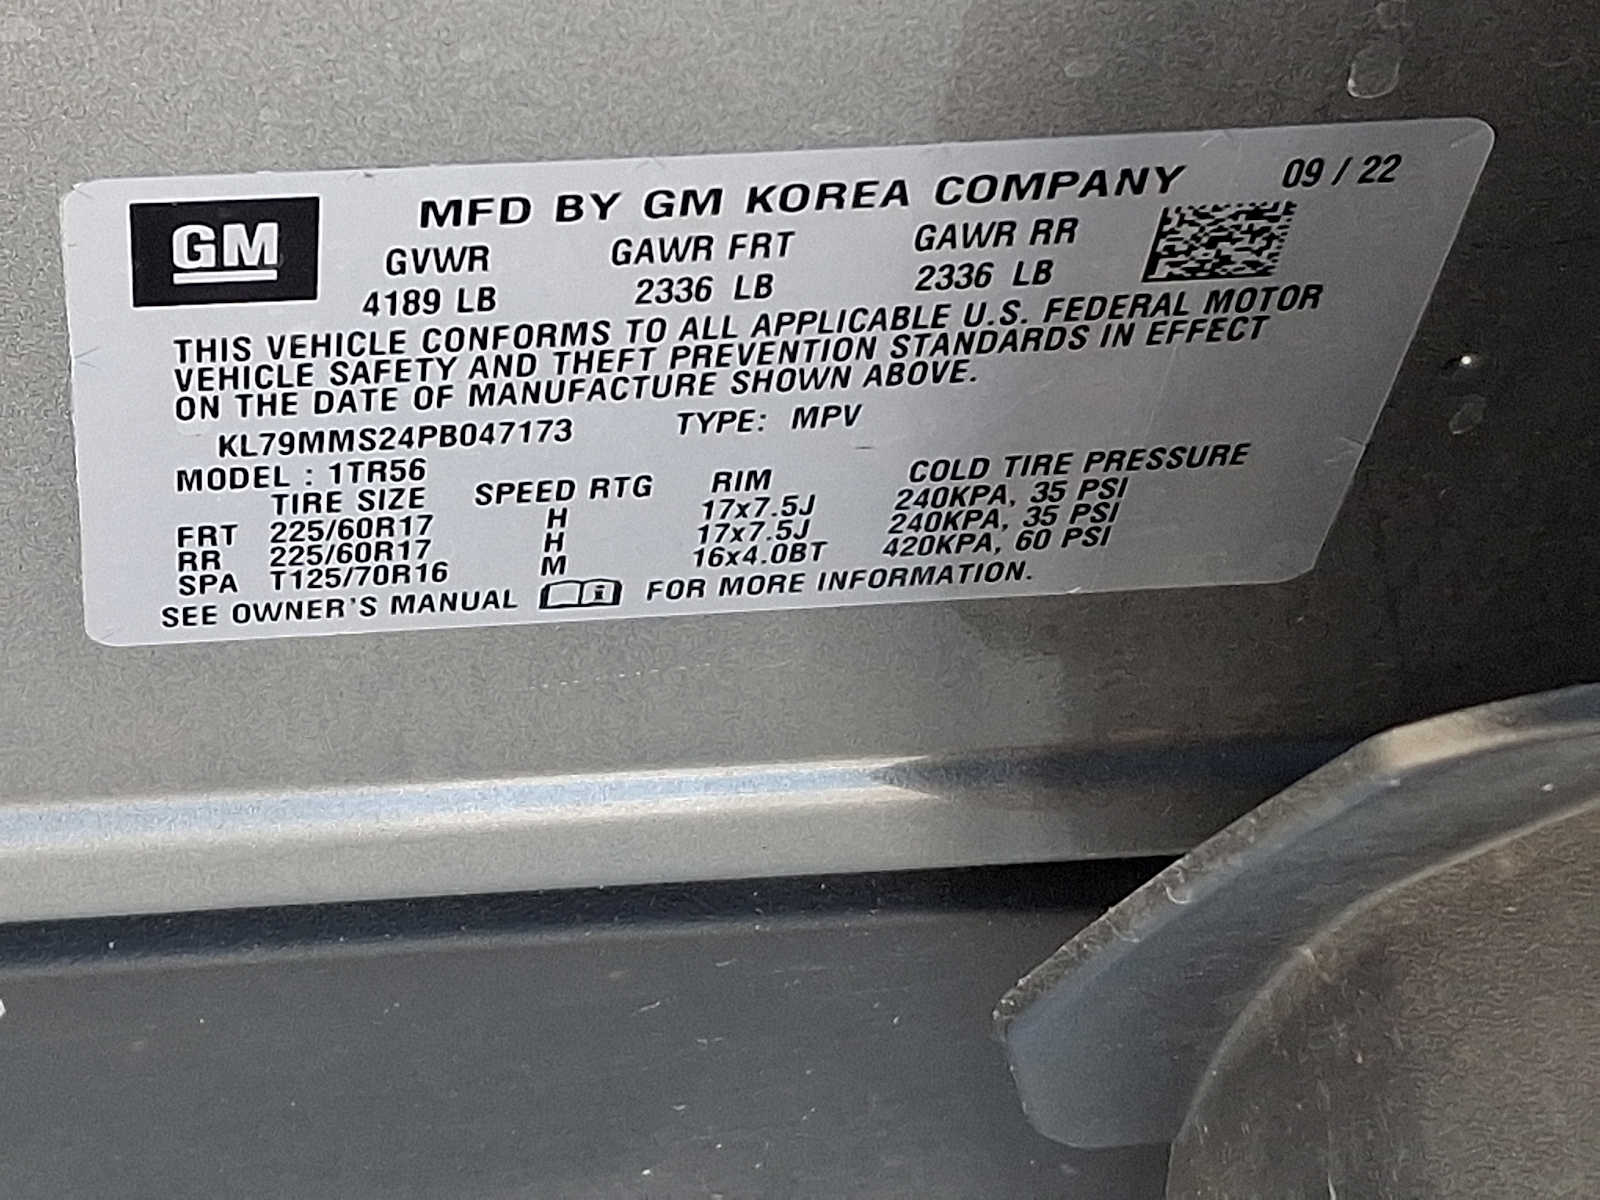 GM
MFD BY GM KOREA COMPANY 09 / 22
GVWR GAWR FRT GAWR RR
4189 LB 2336 LB 2336 LB
THIS VEHICLE CONFORMS TO ALL APPLICABLE U.S. FEDERAL MOTOR
VEHICLE SAFETY AND THEFT PREVENTION STANDARDS IN EFFECT
ON THE DATE OF MANUFACTURE SHOWN ABOVE.
KL79MMS24PB047173 TYPE: MPV
MODEL : 1TR56
TIRE SIZE SPEED RTG RIM COLD TIRE PRESSURE
FRT 225/60R17 H 17x7.5J 240KPA, 35 PSI
RR 225/60R17 H 17x7.5J 240KPA, 35 PSI
SPA T125/70R16 M 16x4.0BT 420KPA, 60 PSI
SEE OWNER'S MANUAL i FOR MORE INFORMATION.